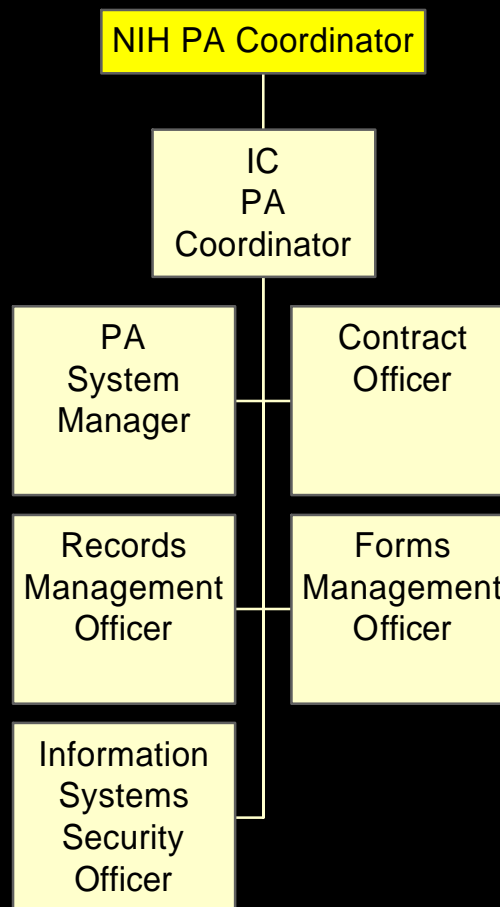 NIH PA Coordinator
IC
PA
Coordinator
PA
System
Manager
Contract
Officer
Records
Management
Officer
Forms
Management
Officer
Information
Systems
Security
Officer